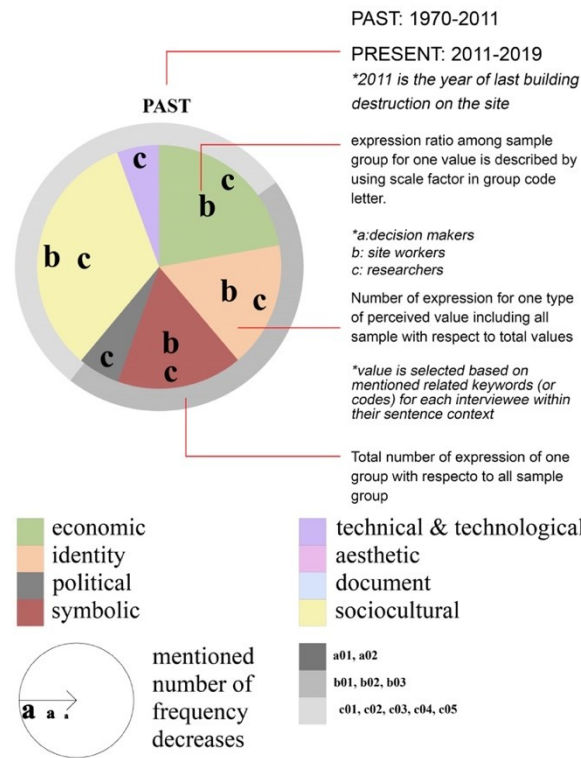 PAST: 1970-2011
PRESENT: 2011-2019
*2011 is the year of last building
destruction on the site
PAST
c
c
b
b
c
b
c
c
b
c
expression ratio among sample
group for one value is described by
using scale factor in group code
letter.
*a:decision makers
b: site workers
c: researchers
Number of expression for one type
of perceived value including all
sample with respect to total values
*value is selected based on
mentioned related keywords (or
codes) for each interviewee within
their sentence context
Total number of expression of one
group with respecto to all sample
group
economic
identity
political
symbolic
technical & technological
aesthetic
document
sociocultural
a a a
mentioned
number of
frequency
decreases
a01, a02
b01, b02, b03
c01, c02, c03, c04, c05